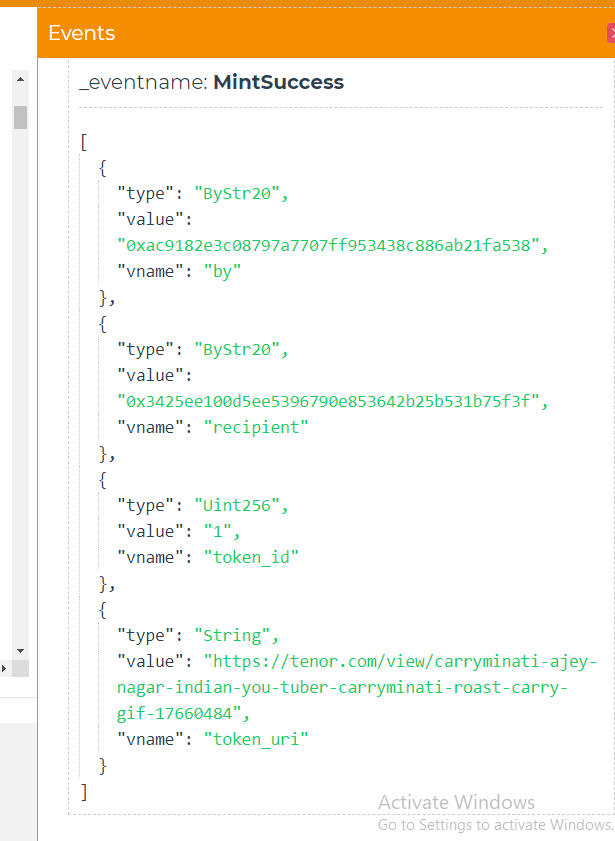 Events
_eventname: MintSuccess
[
{
"type": "ByStr20",
"value":
"0xac9182e3c08797a7707ff953438c886ab21fa538",
"vname": "by"
},
{
"type": "ByStr20",
"value":
"0x3425ee100d5ee5396790e853642b25b531b75f3f",
"vname": "recipient"
},
{
"type": "Uint256",
"value": "1",
"vname": "token_id"
},
{
"type": "String",
"value": "https://tenor.com/view/carryminati-ajey-
nagar-indian-you-tuber-carryminati-roast-carry-
gif-17660484",
"vname": "token_uri"
}
]
Activate Windows
Go to Settings to activate Windows.